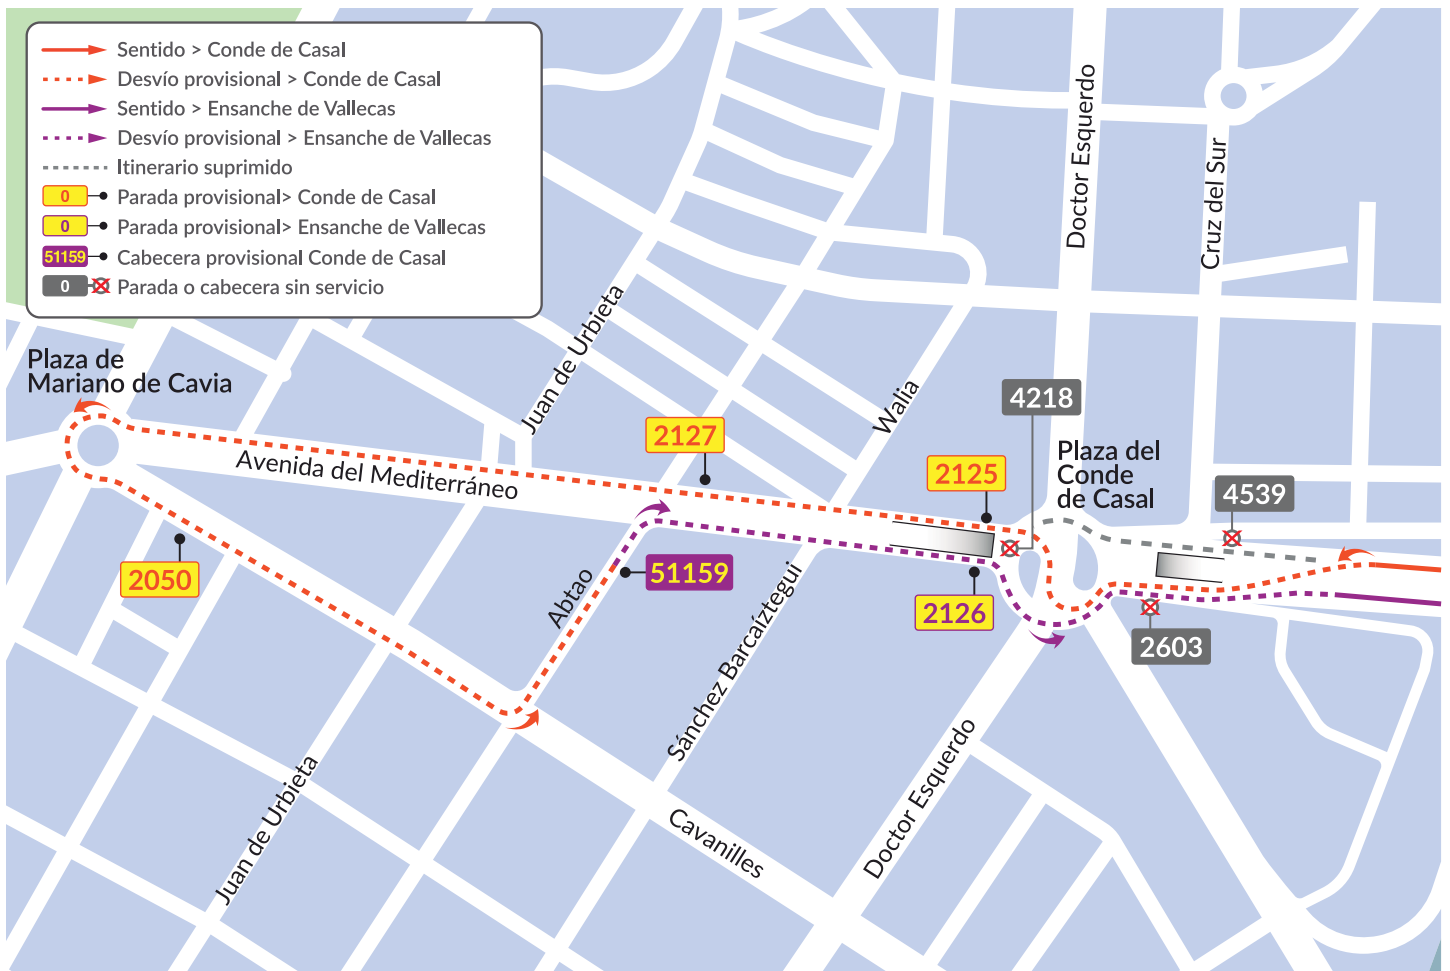 Sentido > Conde de Casal
Desvío provisional > Conde de Casal
Sentido > Ensanche de Vallecas
Desvío provisional > Ensanche de Vallecas
Itinerario suprimido
0 Parada provisional> Conde de Casal
0 Parada provisional> Ensanche de Vallecas
51159 Cabecera provisional Conde de Casal
0 Parada o cabecera sin servicio
Doctor Esquerdo
Cruz del Sur
Juan de Urbieta
Plaza de
Mariano de Cavia
Walia
4218
2127
Avenida del Mediterráneo
Plaza del
Conde
de Casal
2125
4539
2050
Abtao
51159
2126
2603
Sánchez Barcaíztegui
Juan de Urbieta
Cavanilles
Doctor Esquerdo